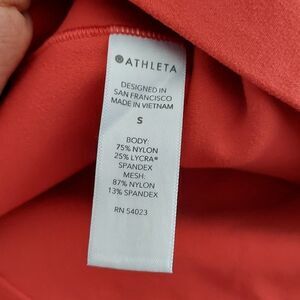 ATHLETA
DESIGNED IN
SAN FRANCISCO
MADE IN VIETNAM
S
BODY:
75% NYLON
25% LYCRA®
SPANDEX
MESH:
87% NYLON
13% SPANDEX
RN 54023